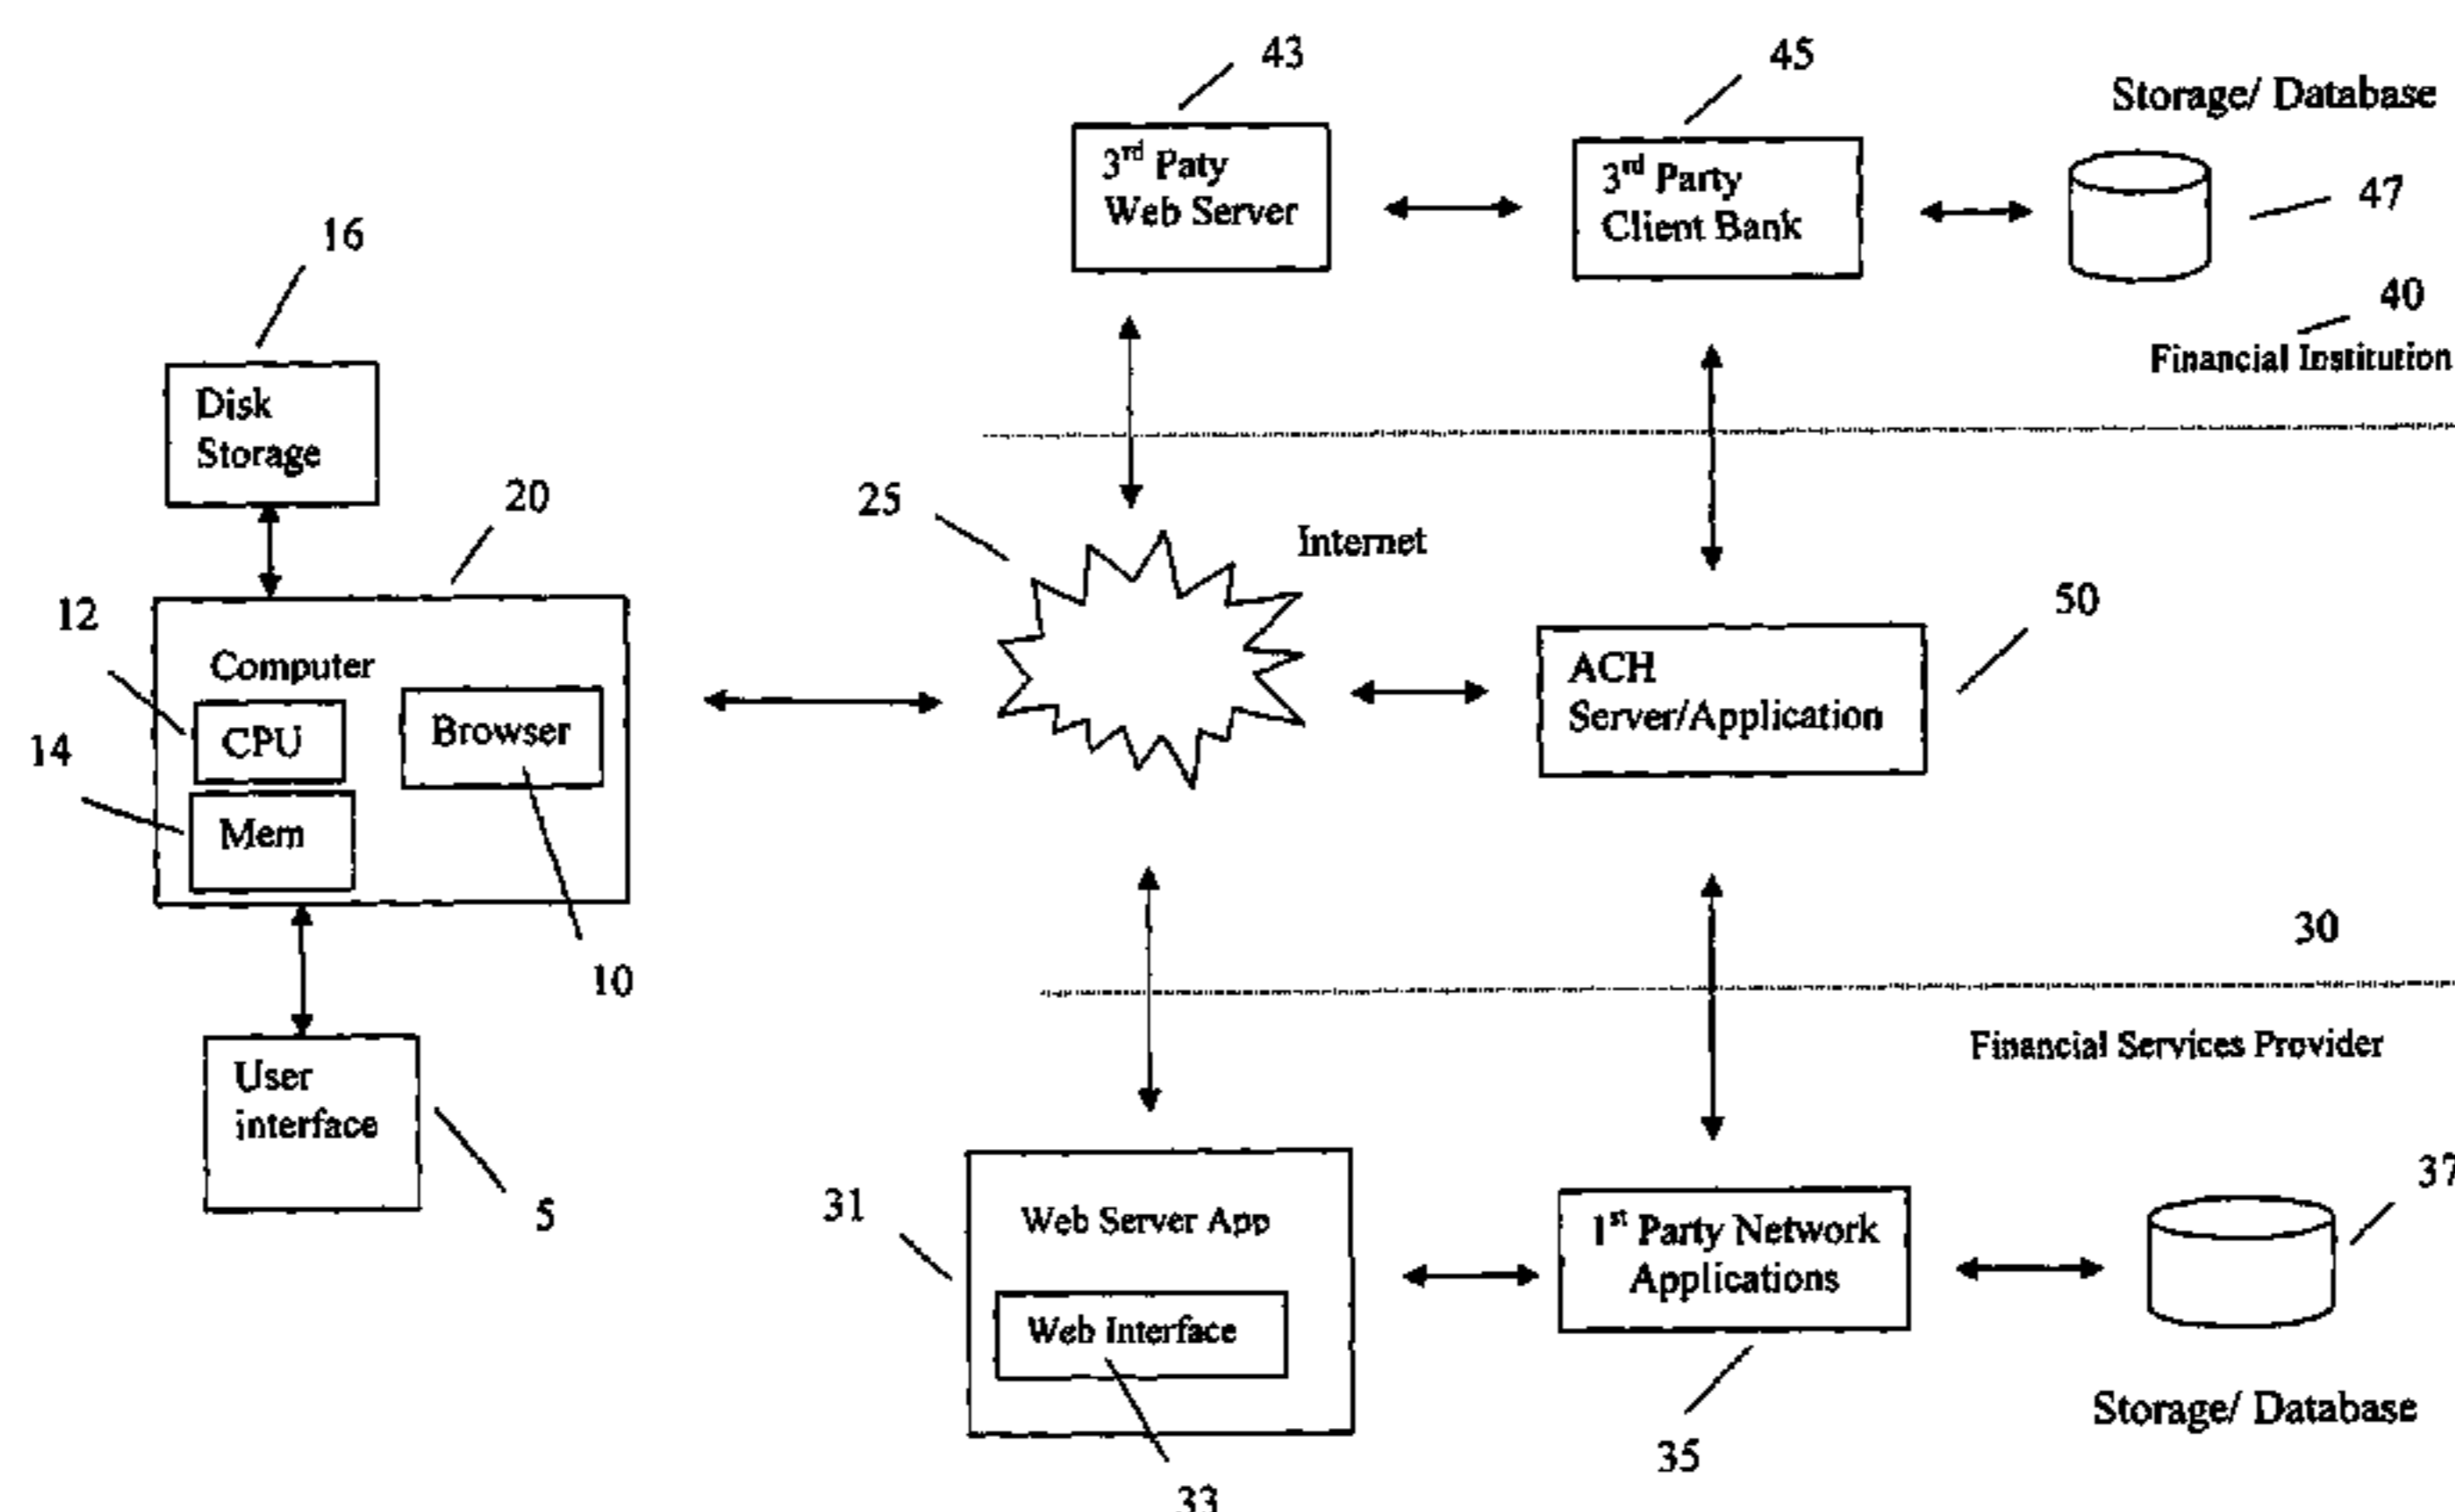 43
45
Storage/ Database
3rd Paty
Web Server
3rd Party
Client Bank
47
16
40
Financial Institution
Disk
Storage
20
25
Internet
12
50
Computer
CPU
Browser
ACH
Server/Application
14
Mem
30
10
Financial Services Provider
User
interface
5
31
Web Server App
1st Party Network
Applications
37
Web Interface
Storage/ Database
35
33